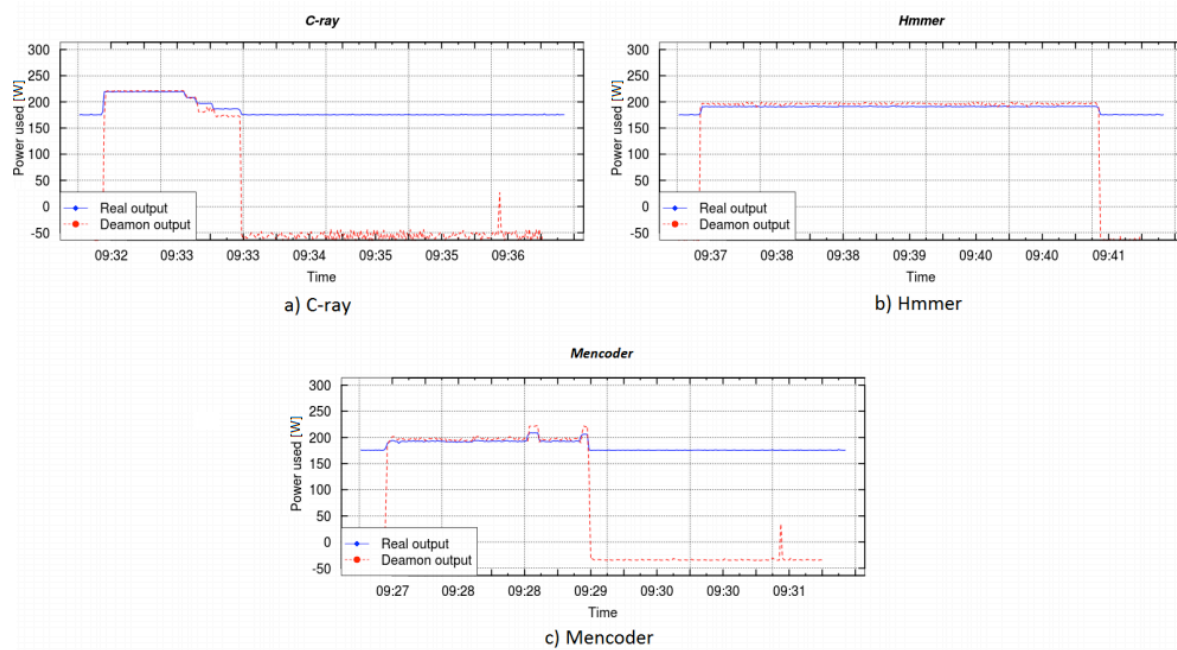 C-ray
300
250
200
150
100
50
0
-50
Power used [W]
Real output
Deamon output
09:32 09:33 09:33 09:34 09:35 09:35 09:36
Time
a) C-ray
Hmmer
300
250
200
150
100
50
0
-50
Power used [W]
Real output
Deamon output
09:37 09:38 09:38 09:39 09:40 09:40 09:41
Time
b) Hmmer
Mencoder
300
250
200
150
100
50
0
-50
Power used [W]
Real output
Deamon output
09:27 09:28 09:28 09:29 09:30 09:30 09:31
Time
c) Mencoder